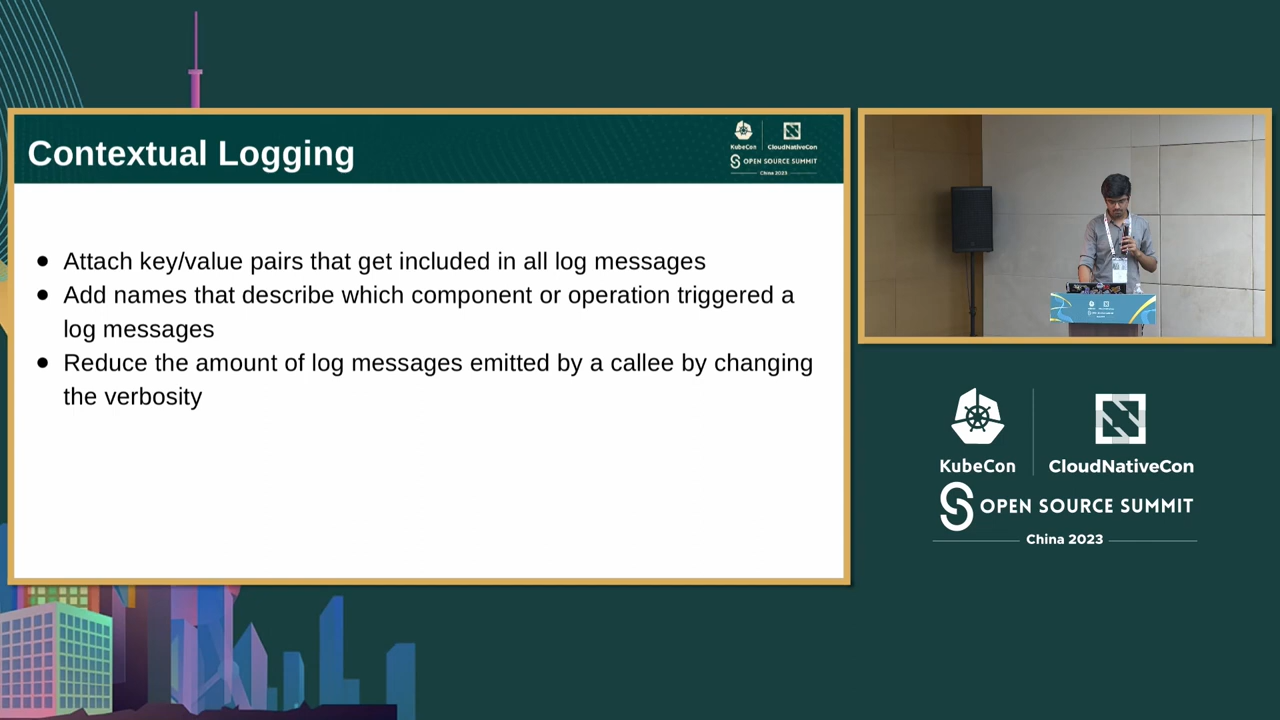 Contextual Logging
KubeCon
CloudNativeCon
OPEN SOURCE SUMMIT
China 2023
● Attach key/value pairs that get included in all log messages
● Add names that describe which component or operation triggered a
log messages
● Reduce the amount of log messages emitted by a callee by changing
the verbosity
KubeCon
CloudNativeCon
OPEN SOURCE SUMMIT
China 2023